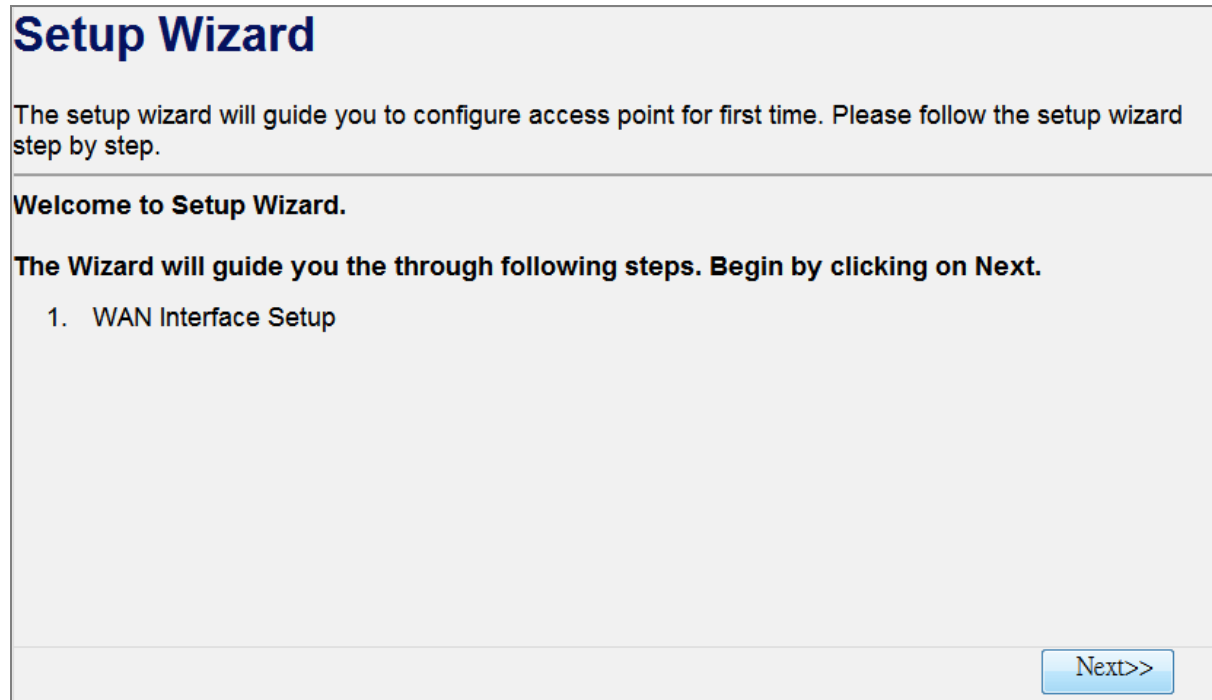 Setup Wizard
The setup wizard will guide you to configure access point for first time. Please follow the setup wizard
step by step.
Welcome to Setup Wizard.
The Wizard will guide you the through following steps. Begin by clicking on Next.
1. WAN Interface Setup
Next>>